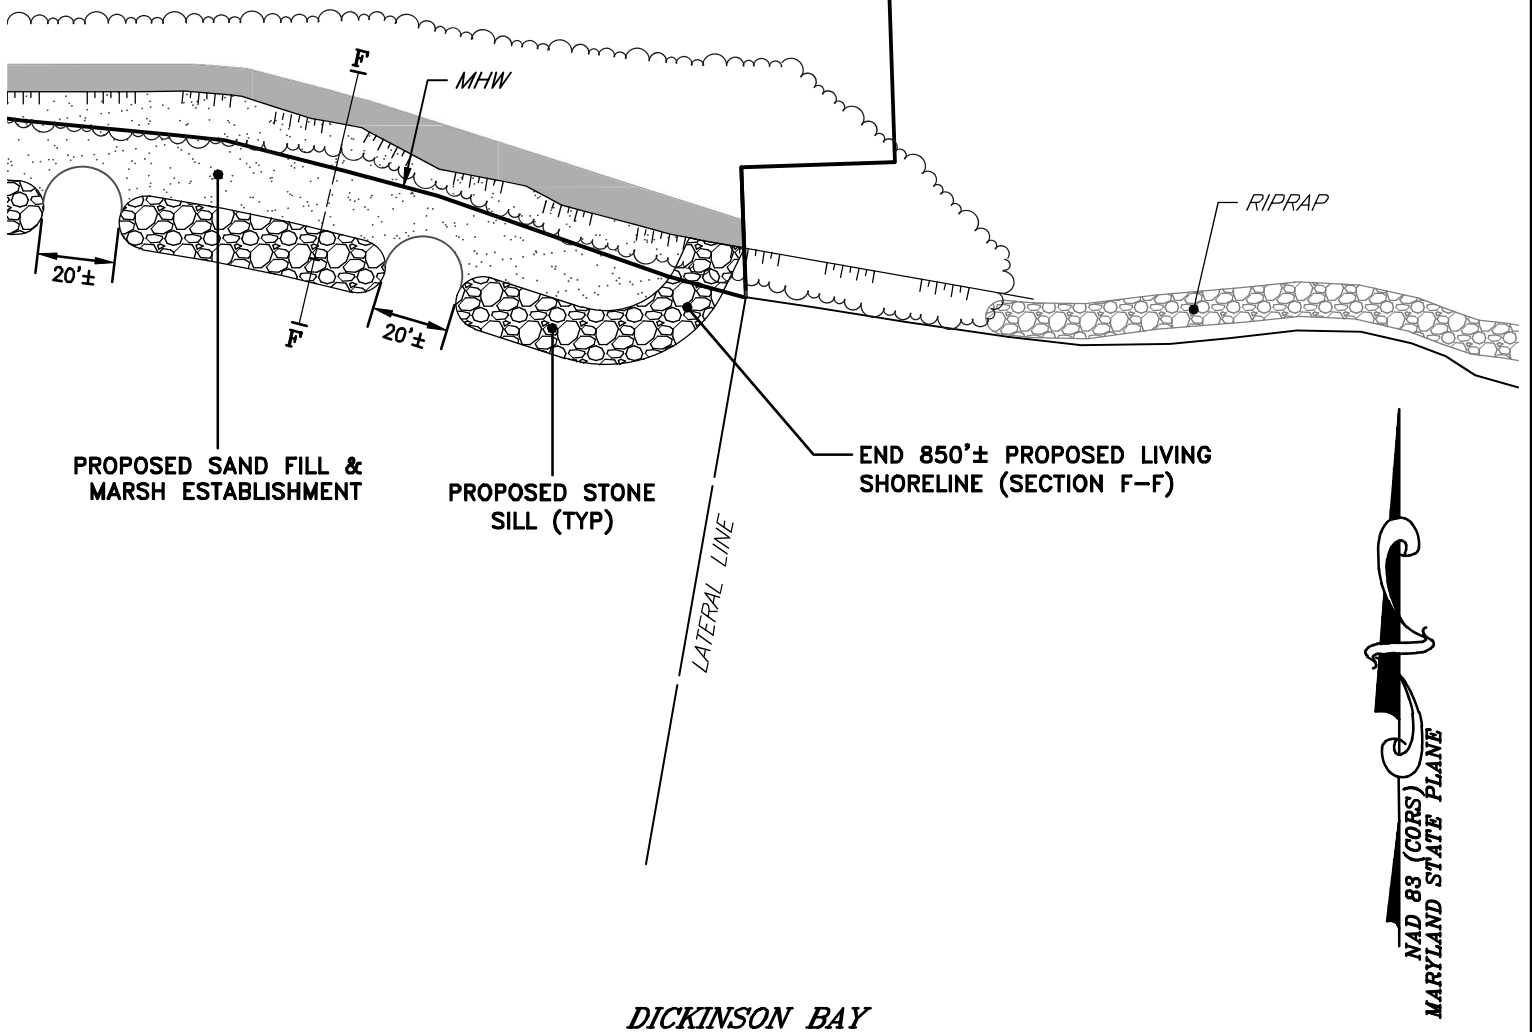 F
MHW
RIPRAP
20'±
20'±
F
PROPOSED SAND FILL &
MARSH ESTABLISHMENT
PROPOSED STONE
SILL (TYP)
END 850'± PROPOSED LIVING
SHORELINE (SECTION F-F)
LATERAL LINE
NAD 83 (CORS)
MARYLAND STATE PLANE
DICKINSON BAY